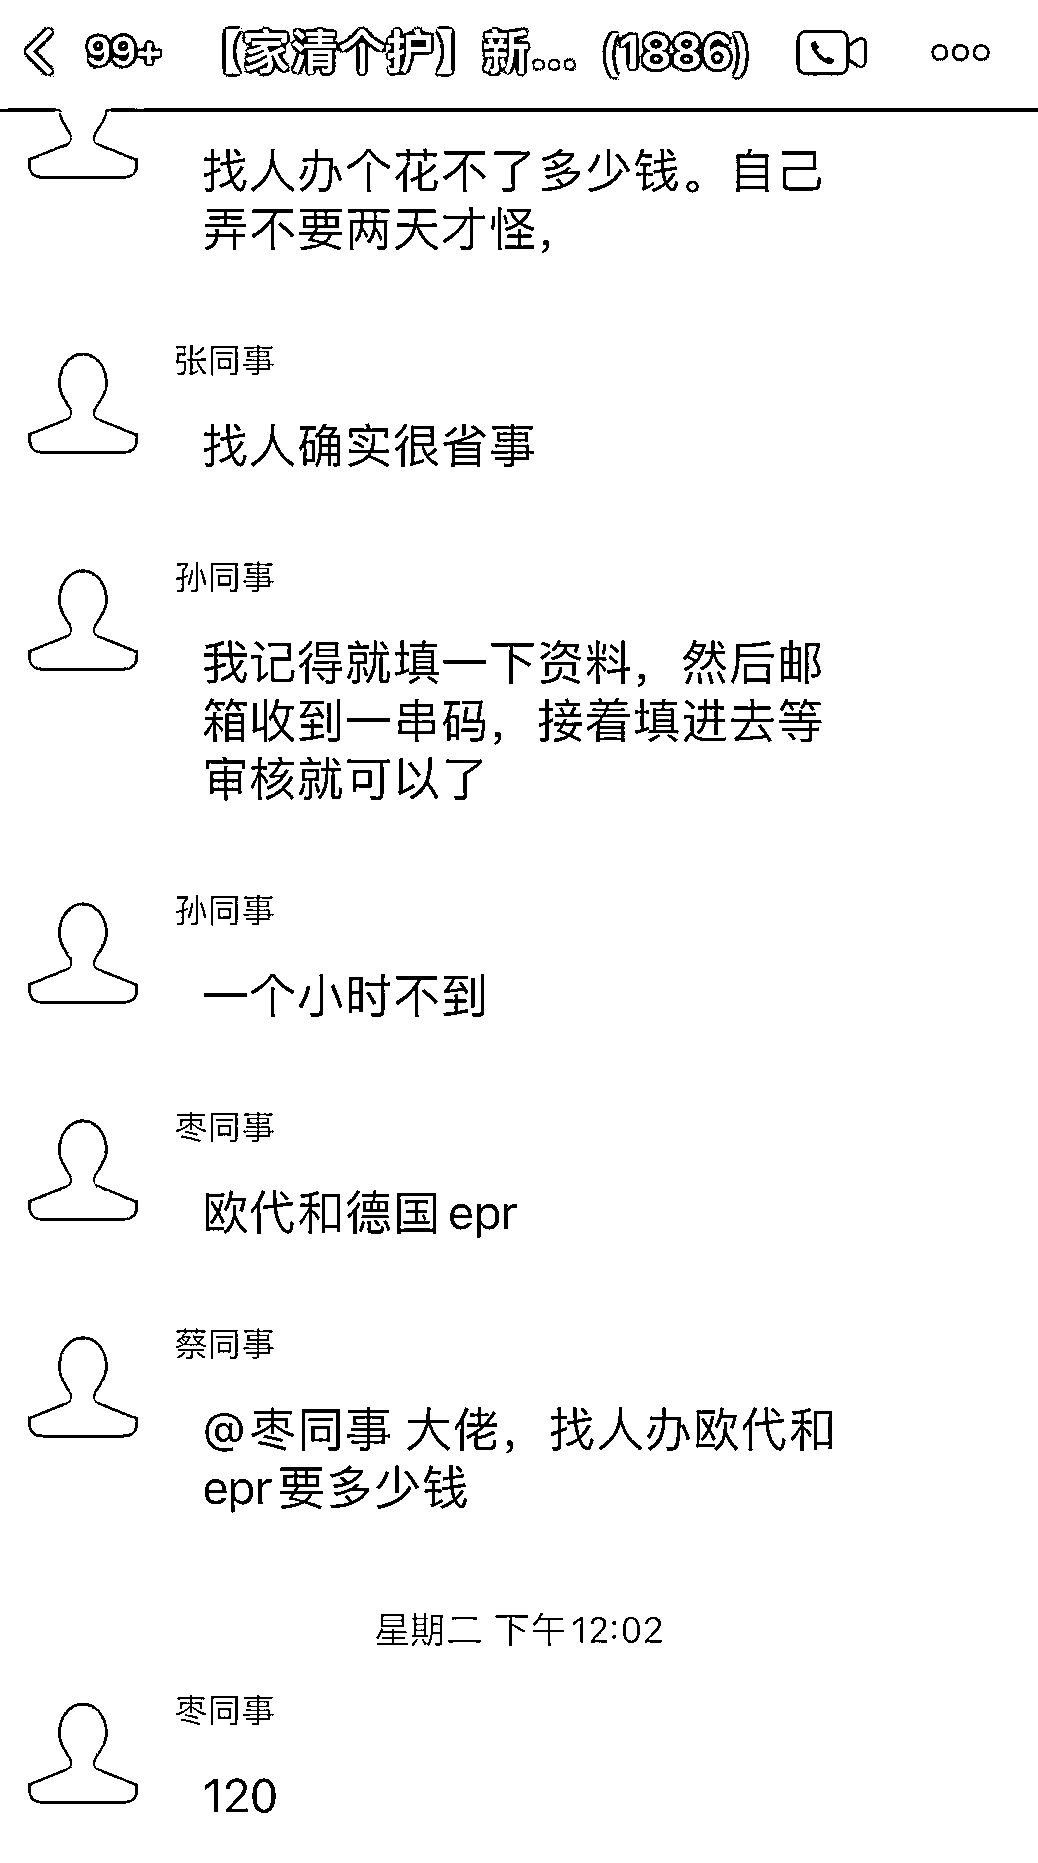 99+ 【家清个护】新... (1886)
找人办个花不了多少钱。自己
弄不要两天才怪，
张同事
找人确实很省事
孙同事
我记得就填一下资料，然后邮
箱收到一串码，接着填进去等
审核就可以了
孙同事
一个小时不到
枣同事
欧代和德国epr
蔡同事
@枣同事 大佬，找人办欧代和
epr要多少钱
星期二 下午12:02
枣同事
120